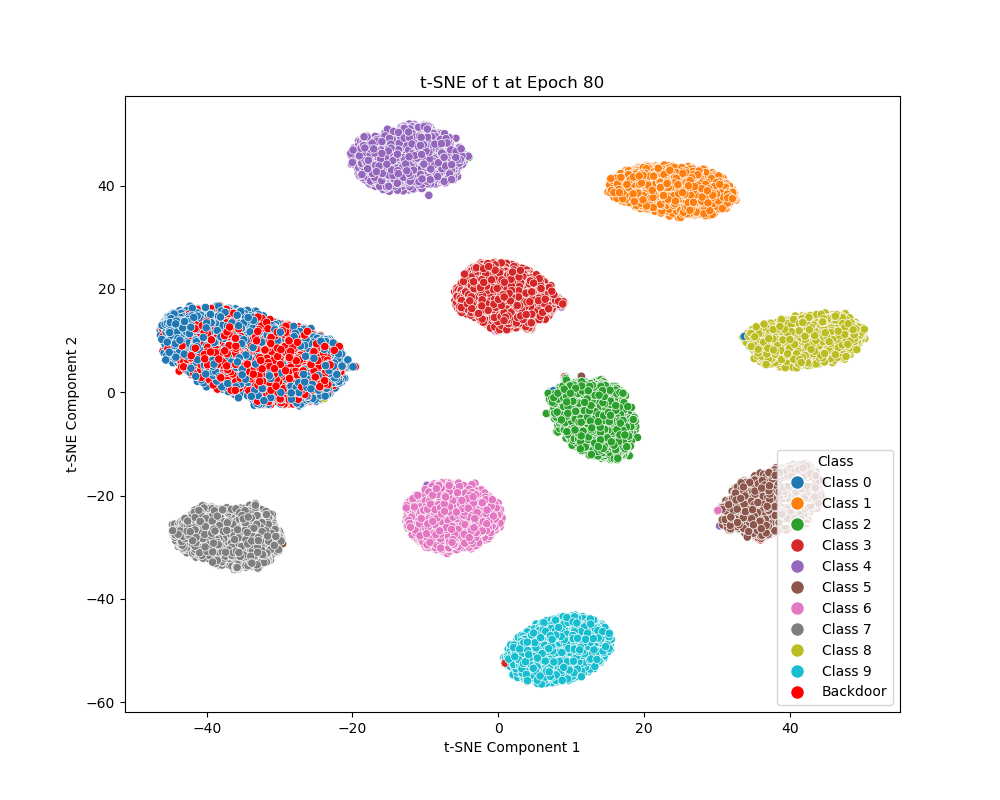 t-SNE of t at Epoch 80
t-SNE Component 2
40
20
0
−20
−40
−60
−40
−20
0
20
40
t-SNE Component 1
Class
Class 0
Class 1
Class 2
Class 3
Class 4
Class 5
Class 6
Class 7
Class 8
Class 9
Backdoor